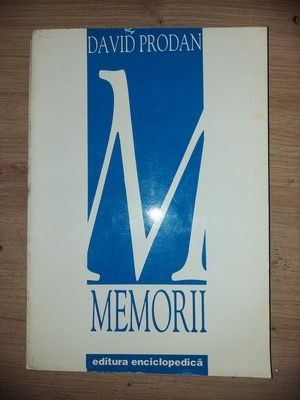 DAVID PRODAN
M
MEMORII
editura enciclopedică